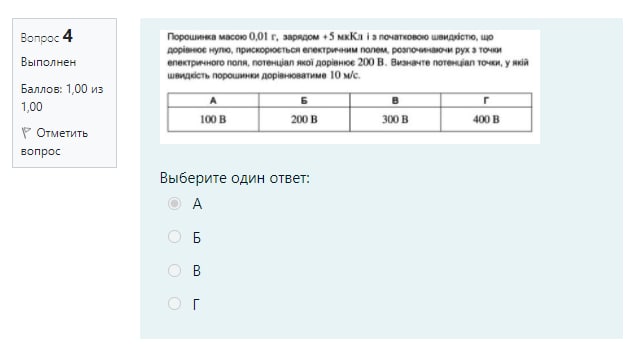 Вопрос 4
Выполнен
Баллов: 1,00 из
1,00
Отметить
вопрос
Порошинка масою 0,01 г, зарядом +5 мкКл і з початковою швидкістю, що
дорівнює нулю, прискорюється електричним полем, розпочинаючи рух з точки
електричного поля, потенціал якої дорівнює 200 В. Визначте потенціал точки, у якій
швидкість порошинки дорівнюватиме 10 м/с.
А Б В Г
100 В 200 В 300 В 400 В
Выберите один ответ:
А
Б
В
Г